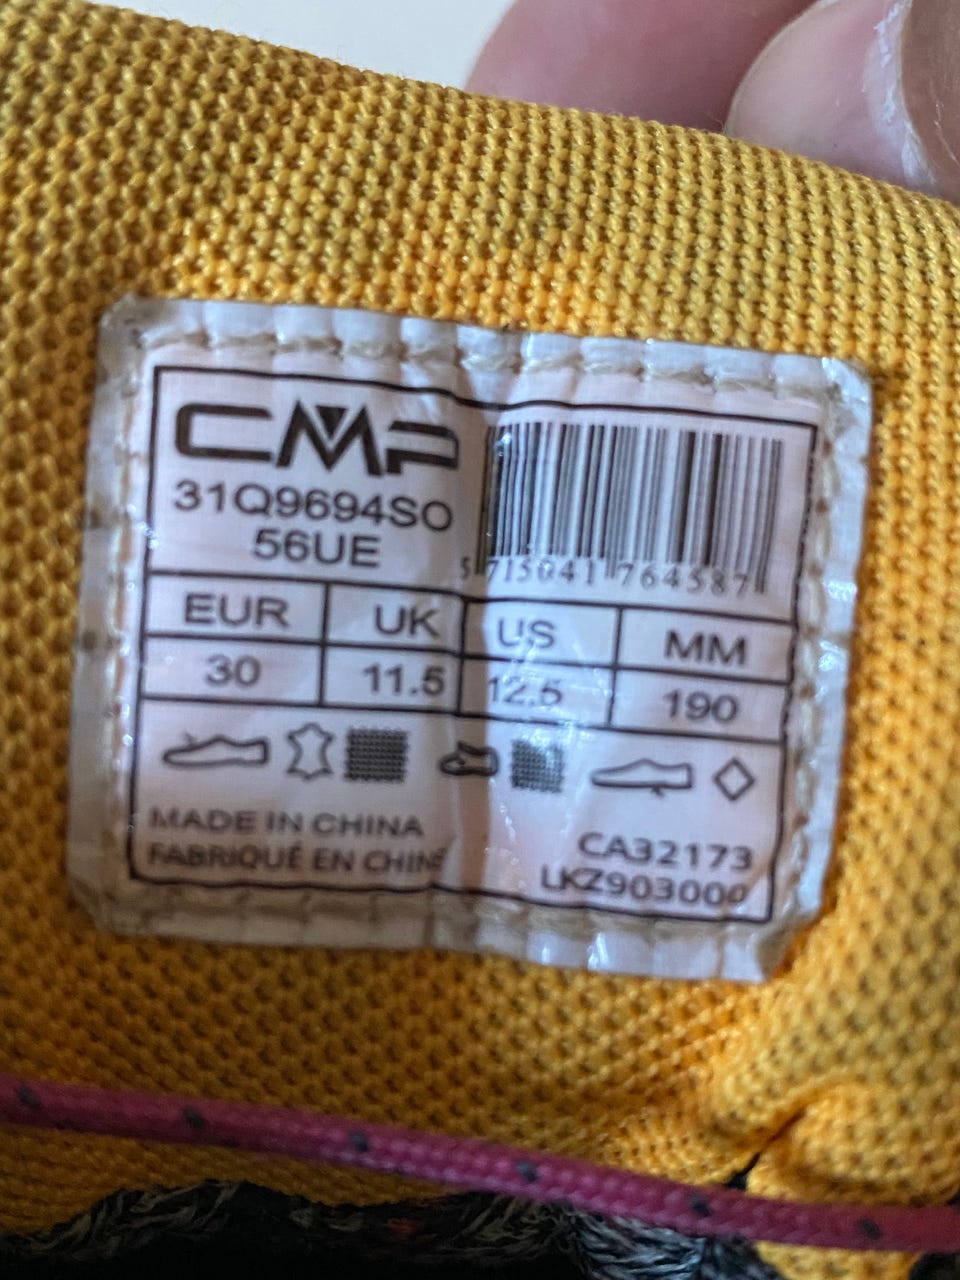 CMP
31Q9694SO
56UE
5 715041 764587
EUR UK US MM
30 11.5 12.5 190
MADE IN CHINA
FABRIQUÉ EN CHINE
CA32173
LKZ903000